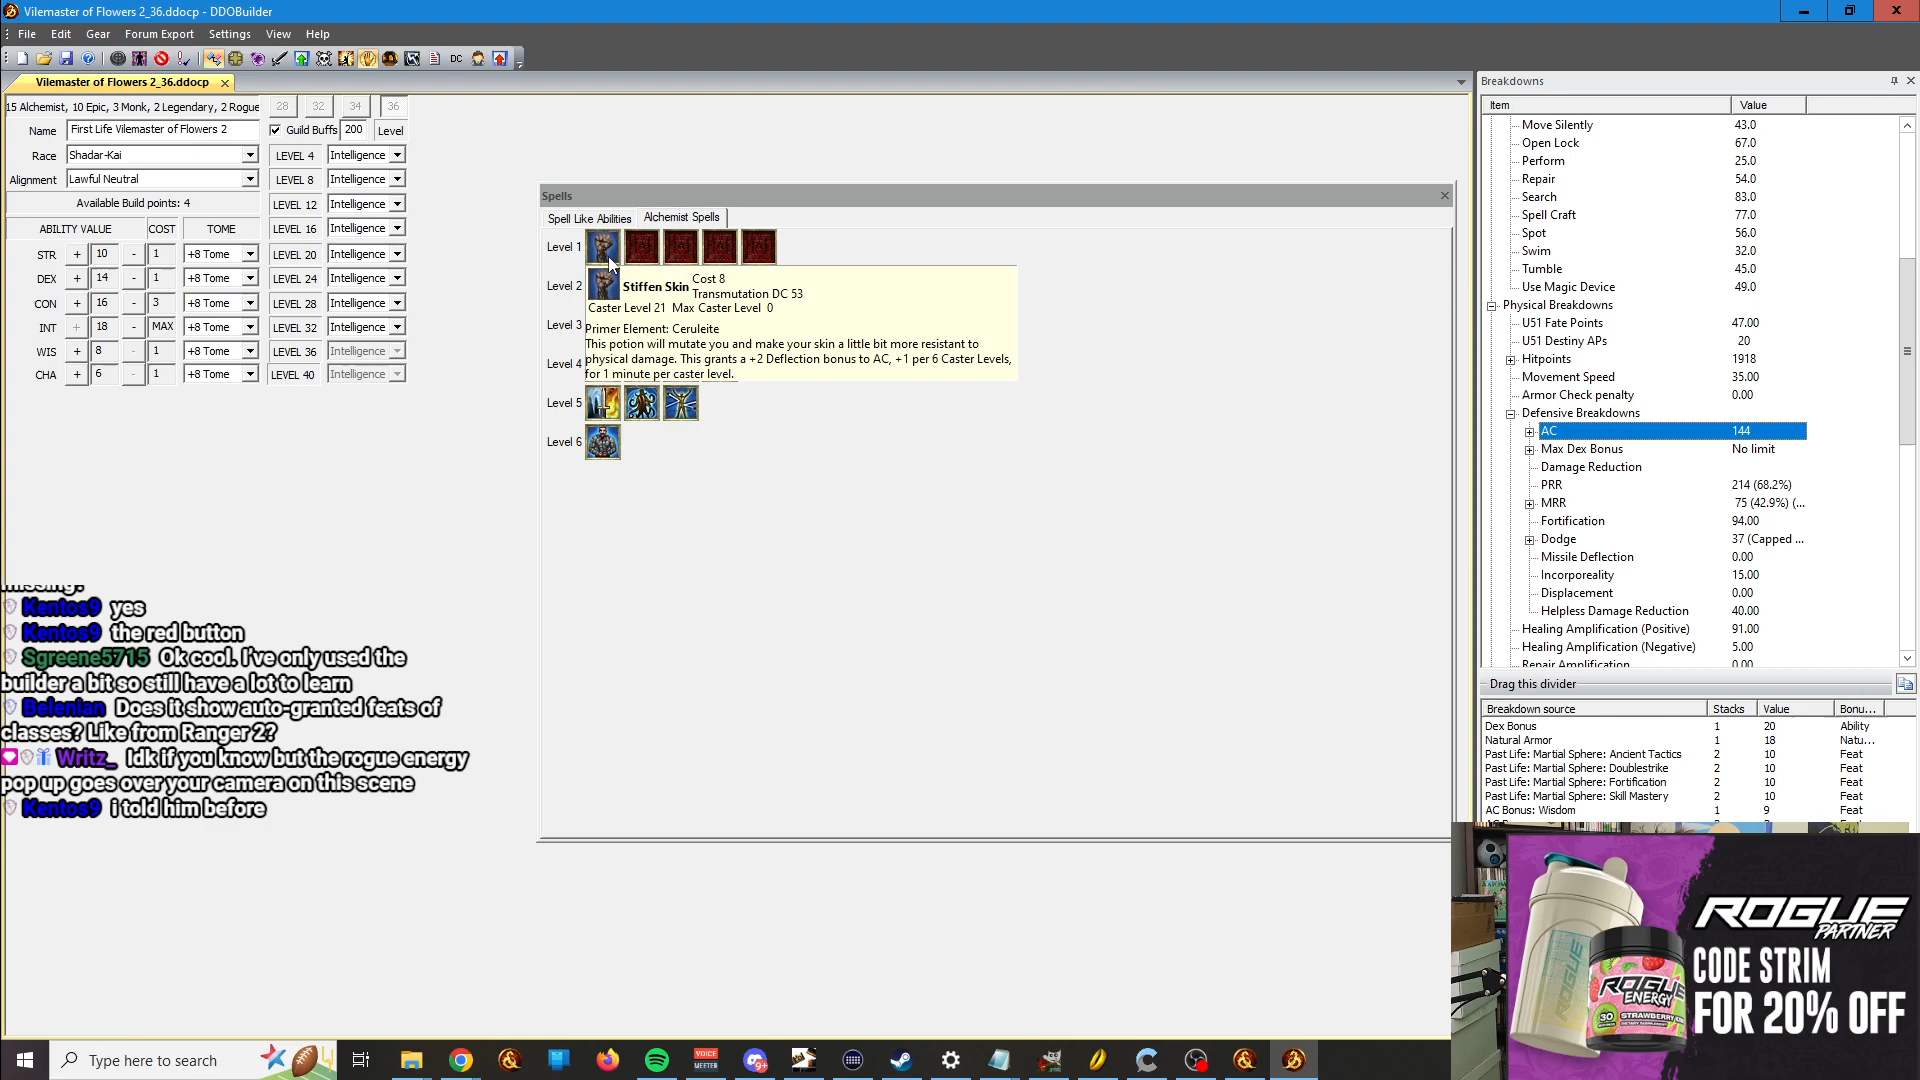 Vilemaster of Flowers 2_36.ddocp - DDOBuilder
File Edit Gear Forum Export Settings View Help
DC
Vilemaster of Flowers 2_36.ddocp
15 Alchemist, 10 Epic, 3 Monk, 2 Legendary, 2 Rogue 28 32 34 36
Name First Life Vilemaster of Flowers 2 Guild Buffs 200 Level
Race Shadar-Kai LEVEL 4 Intelligence
Alignment Lawful Neutral LEVEL 8 Intelligence
Available Build points: 4 LEVEL 12 Intelligence
ABILITY VALUE COST TOME LEVEL 16 Intelligence
STR + 10 - 1 +8 Tome LEVEL 20 Intelligence
DEX + 14 - 1 +8 Tome LEVEL 24 Intelligence
CON + 16 - 3 +8 Tome LEVEL 28 Intelligence
INT + 18 - MAX +8 Tome LEVEL 32 Intelligence
WIS + 8 - 1 +8 Tome LEVEL 36 Intelligence
CHA + 6 - 1 +8 Tome LEVEL 40 Intelligence
Spells
Spell Like Abilities Alchemist Spells
Level 1
Level 2
Level 3
Level 4
Level 5
Level 6
Stiffen Skin
Cost 8
Transmutation DC 53
Caster Level 21 Max Caster Level 0
Primer Element: Ceruleite
This potion will mutate you and make your skin a little bit more resistant to
physical damage. This grants a +2 Deflection bonus to AC, +1 per 6 Caster Levels,
for 1 minute per caster level.
missing?
Kentos9 yes
Kentos9 the red button
Sgreene5715 Ok cool. I've only used the
builder a bit so still have a lot to learn
Belenian Does it show auto-granted feats of
classes? Like from Ranger 2?
Writz_ Idk if you know but the rogue energy
pop up goes over your camera on this scene
Kentos9 i told him before
Breakdowns
Item Value
Move Silently 43.0
Open Lock 67.0
Perform 25.0
Repair 54.0
Search 83.0
Spell Craft 77.0
Spot 56.0
Swim 32.0
Tumble 45.0
Use Magic Device 49.0
Physical Breakdowns
U51 Fate Points 47.00
U51 Destiny APs 20
Hitpoints 1918
Movement Speed 35.00
Armor Check penalty 0.00
Defensive Breakdowns
AC 144
Max Dex Bonus No limit
Damage Reduction
PRR 214 (68.2%)
MRR 75 (42.9%) (...
Fortification 94.00
Dodge 37 (Capped ...
Missile Deflection 0.00
Incorporeality 15.00
Displacement 0.00
Helpless Damage Reduction 40.00
Healing Amplification (Positive) 91.00
Healing Amplification (Negative) 5.00
Repair Amplification 0.00
Drag this divider
Breakdown source Stacks Value Bonu...
Dex Bonus 1 20 Ability
Natural Armor 1 18 Natu...
Past Life: Martial Sphere: Ancient Tactics 2 10 Feat
Past Life: Martial Sphere: Doublestrike 2 10 Feat
Past Life: Martial Sphere: Fortification 2 10 Feat
Past Life: Martial Sphere: Skill Mastery 2 10 Feat
AC Bonus: Wisdom 1 9 Feat
ROGUE
PARTNER
CODE STRIM
FOR 20% OFF
ROGUE
ROGUE
ENERGY
30
Type here to search
VOICE
MEETER